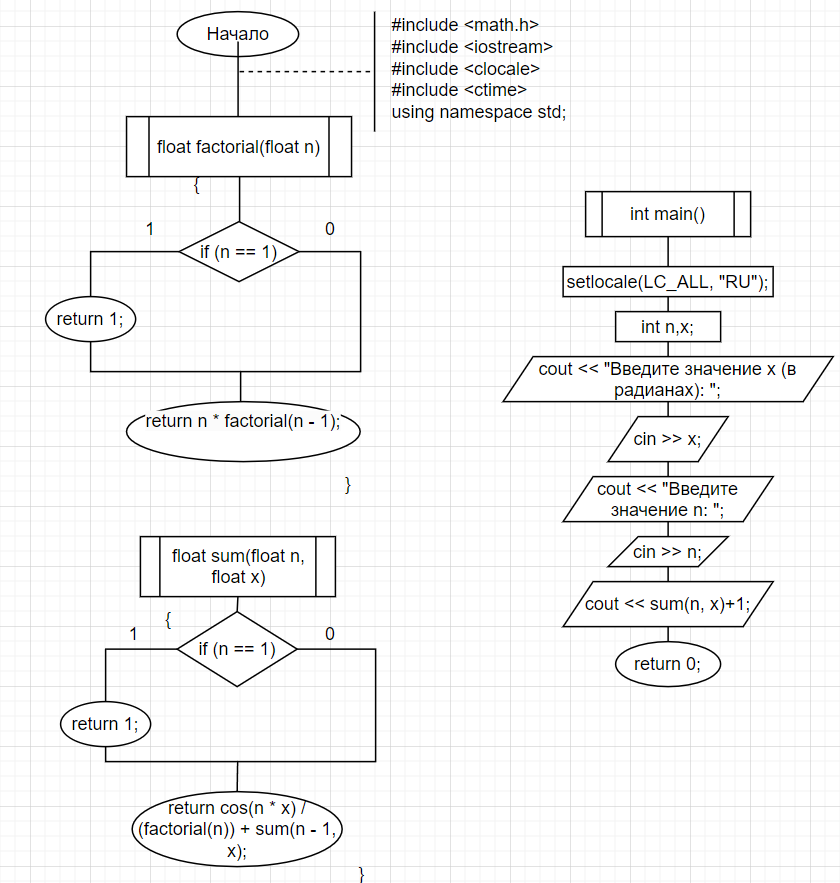 Начало
#include <math.h>
#include <iostream>
#include <clocale>
#include <ctime>
using namespace std;
float factorial(float n)
{
1
0
if (n == 1)
return 1;
return n * factorial(n - 1);
}
float sum(float n,
float x)
{
1
0
if (n == 1)
return 1;
return cos(n * x) /
(factorial(n)) + sum(n - 1,
x);
}
int main()
setlocale(LC_ALL, "RU");
int n,x;
cout << "Введите значение x (в
радианах): ";
cin >> x;
cout << "Введите
значение n: ";
cin >> n;
cout << sum(n, x)+1;
return 0;